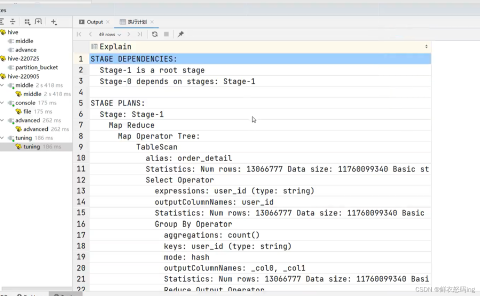 hive
middle
advance
hive-220725
partition_bucket
hive-220905
middle 2 s 418 ms
middle 2 s 418 ms
console 175 ms
file 175 ms
advanced 262 ms
advanced 262 ms
tuning 186 ms
tuning 186 ms
Output
执行计划
49 rows
Explain
1 STAGE DEPENDENCIES:
2 Stage-1 is a root stage
3 Stage-0 depends on stages: Stage-1
4
5 STAGE PLANS:
6 Stage: Stage-1
7 Map Reduce
8 Map Operator Tree:
9 TableScan
10 alias: order_detail
11 Statistics: Num rows: 13066777 Data size: 11760099340 Basic st
12 Select Operator
13 expressions: user_id (type: string)
14 outputColumnNames: user_id
15 Statistics: Num rows: 13066777 Data size: 11760099340 Basic
16 Group By Operator
17 aggregations: count()
18 keys: user_id (type: string)
19 mode: hash
20 outputColumnNames: _col0, _col1
21 Statistics: Num rows: 13066777 Data size: 11760099340 Basi
22 Reduce Output Operator